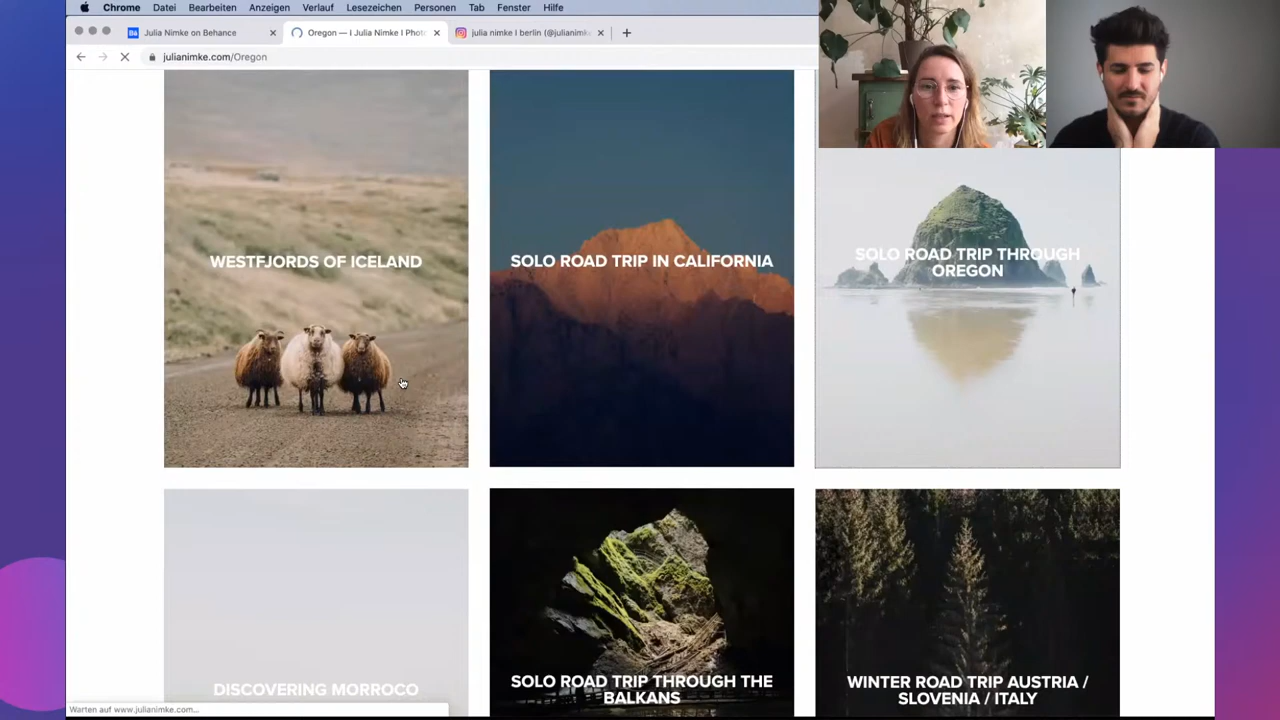 Chrome Datei Bearbeiten Anzeigen Verlauf Lesezeichen Personen Tab Fenster Hilfe
Bē Julia Nimke on Behance
Oregon — I Julia Nimke I Phot
julia nimke I berlin (@julianimk
julianimke.com/Oregon
WESTFJORDS OF ICELAND
SOLO ROAD TRIP IN CALIFORNIA
SOLO ROAD TRIP THROUGH
OREGON
DISCOVERING MORROCO
SOLO ROAD TRIP THROUGH THE
BALKANS
WINTER ROAD TRIP AUSTRIA /
SLOVENIA / ITALY
Warten auf www.julianimke.com...